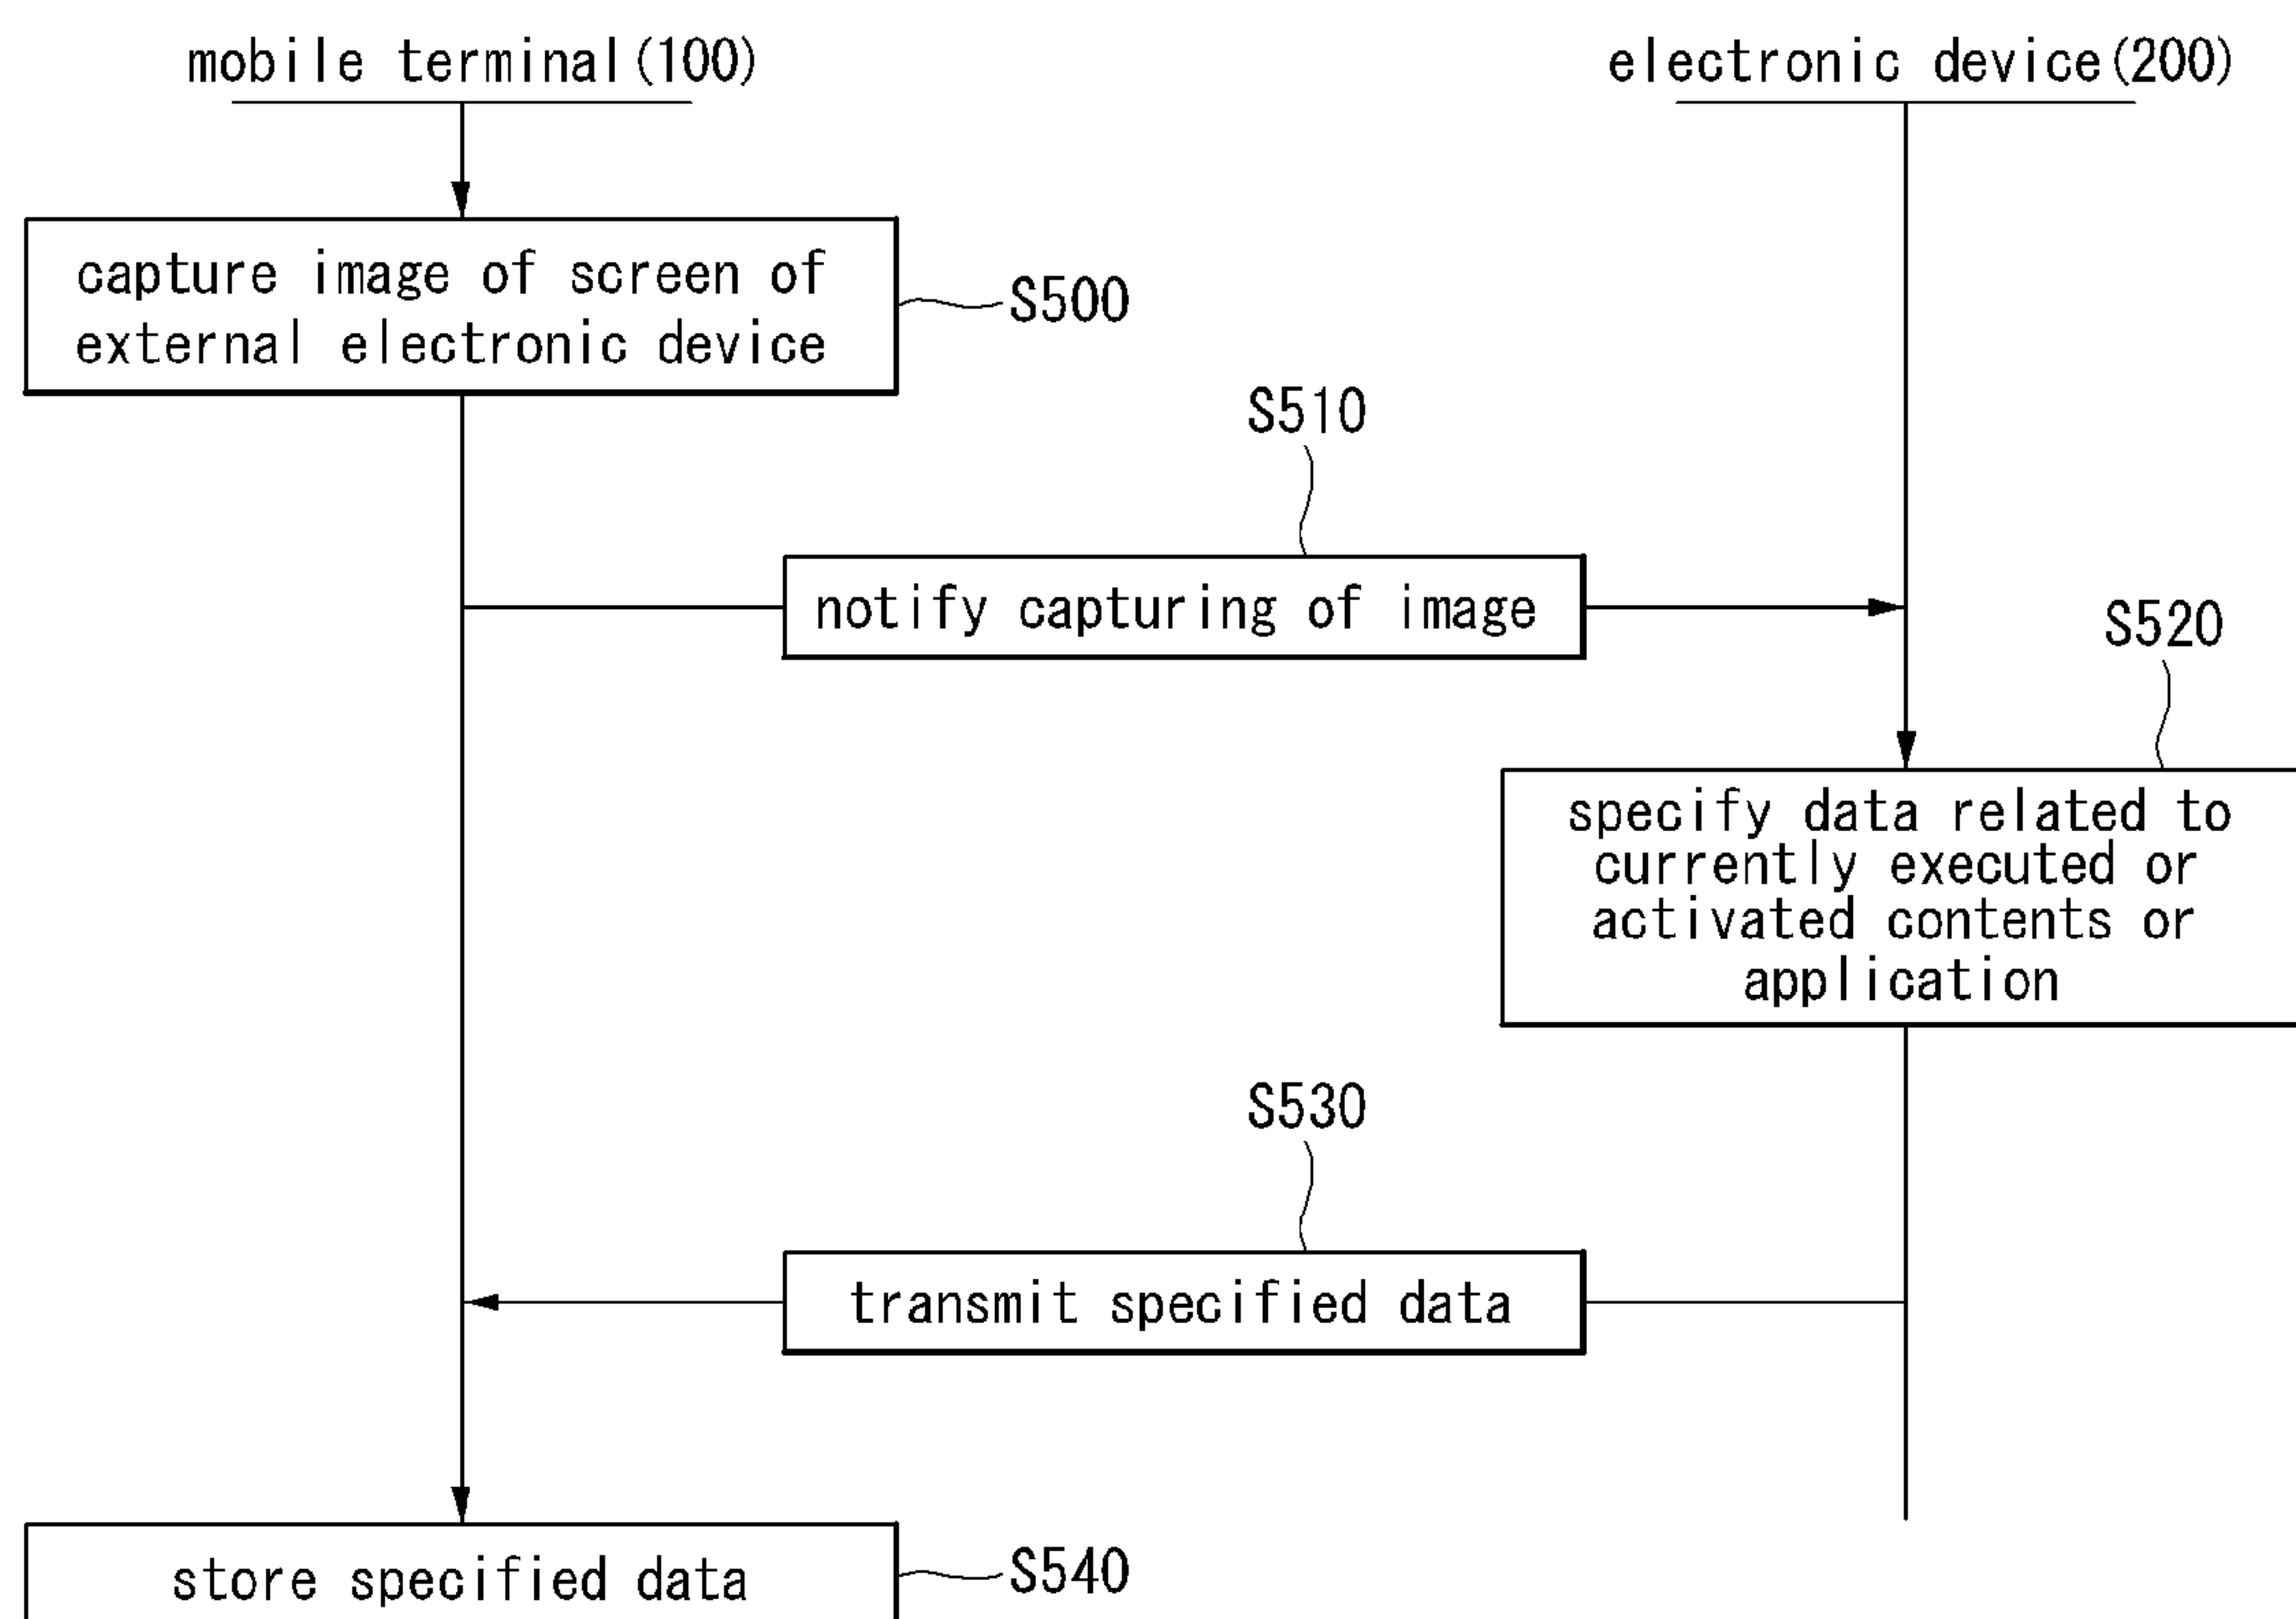 mobile terminal(100)
electronic device(200)
capture image of screen of
external electronic device
S500
S510
notify capturing of image
S520
specify data related to
currently executed or
activated contents or
application
S530
transmit specified data
store specified data
S540